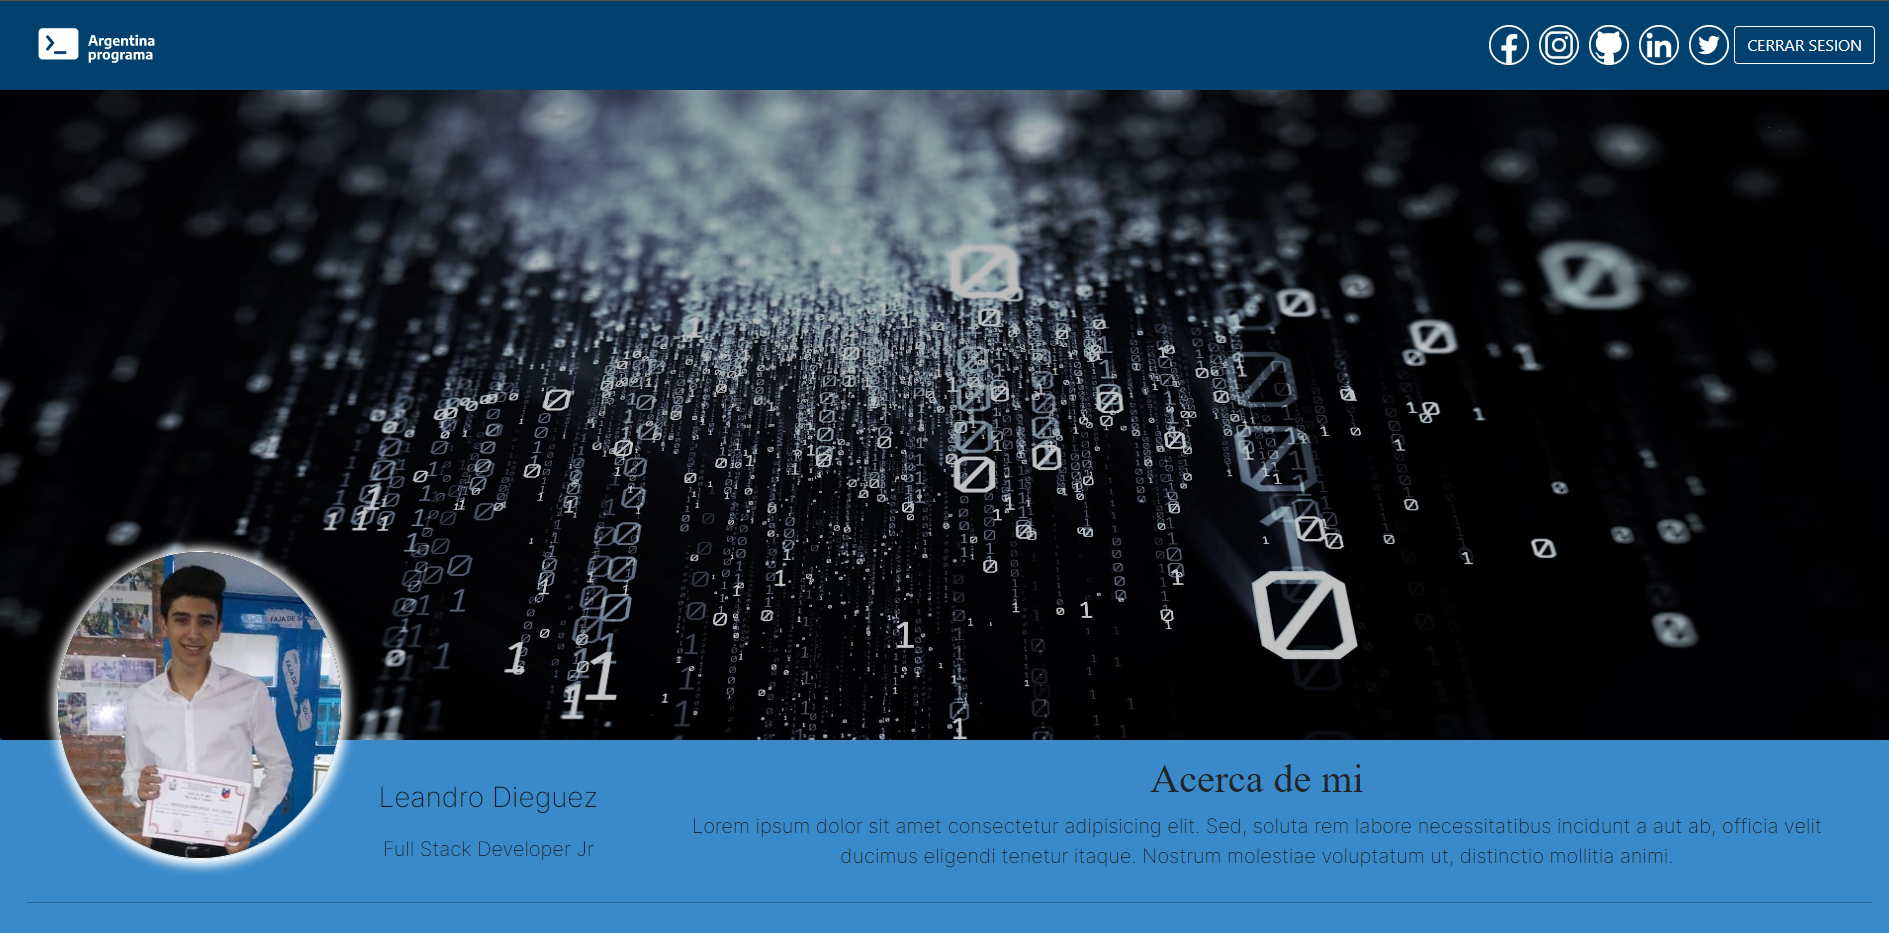 Argentina
programa
CERRAR SESION
FAJA DE
Leandro Dieguez
Full Stack Developer Jr
Acerca de mi
Lorem ipsum dolor sit amet consectetur adipisicing elit. Sed, soluta rem labore necessitatibus incidunt a aut ab, officia velit
ducimus eligendi tenetur itaque. Nostrum molestiae voluptatum ut, distinctio mollitia animi.